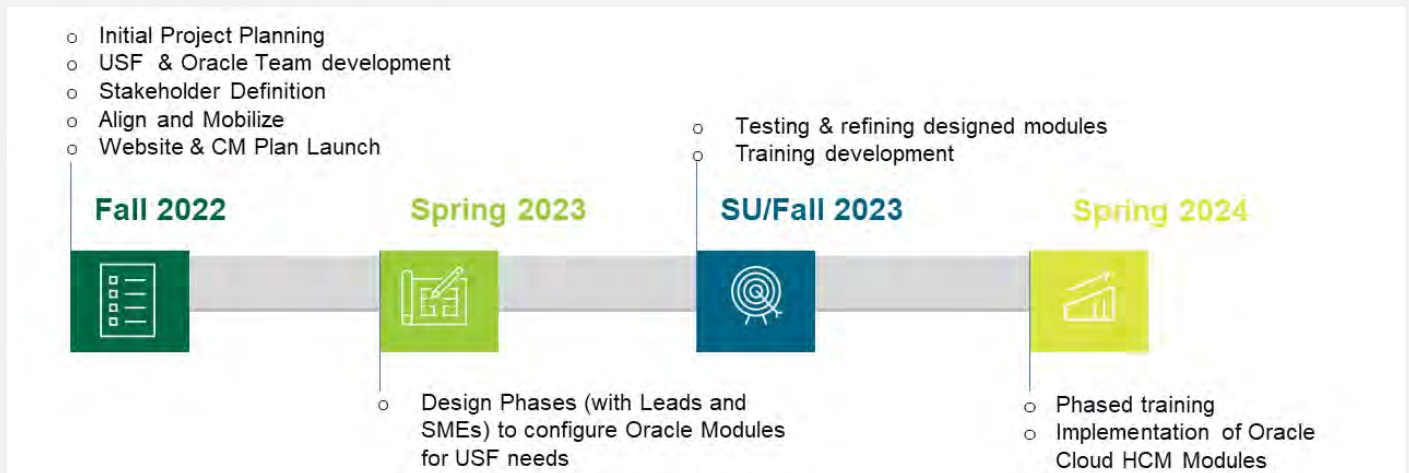 o Initial Project Planning
o USF & Oracle Team development
o Stakeholder Definition
o Align and Mobilize
o Website & CM Plan Launch
o Testing & refining designed modules
o Training development
Fall 2022
Spring 2023
SU/Fall 2023
Spring 2024
o Design Phases (with Leads and
SMEs) to configure Oracle Modules
for USF needs
o Phased training
o Implementation of Oracle
Cloud HCM Modules